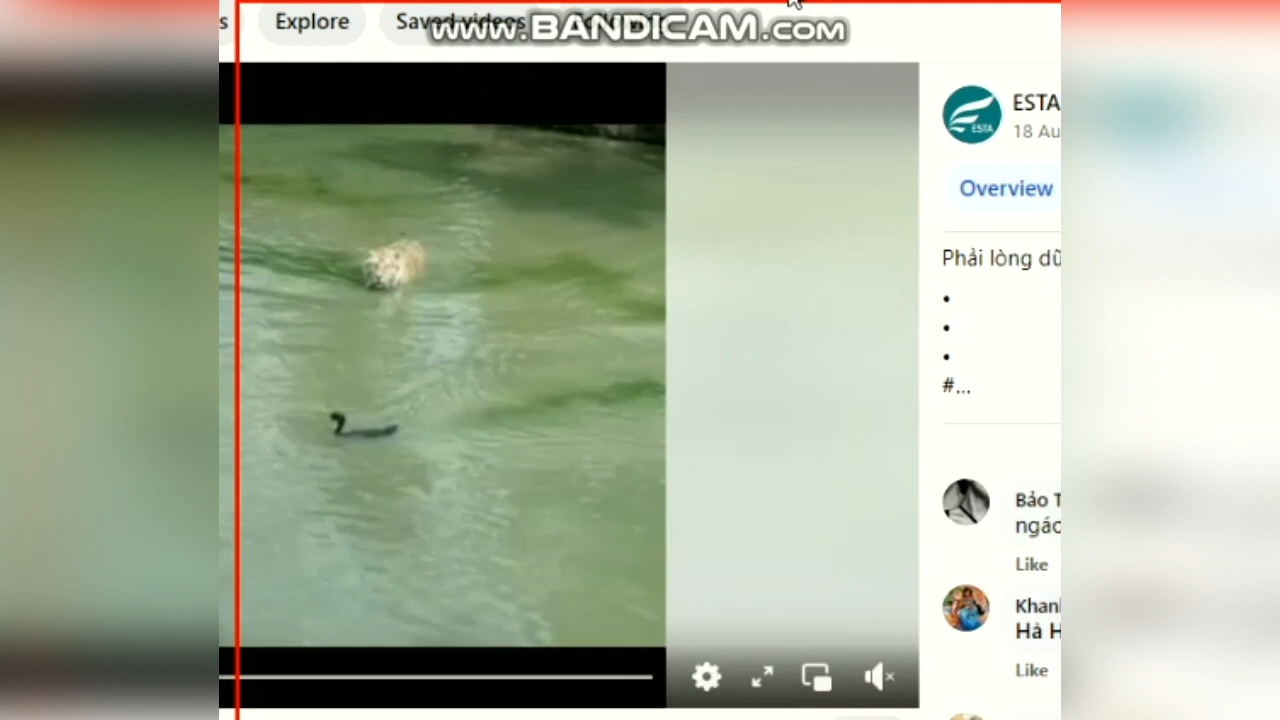 s
Explore
Saved videos
www.BANDICAM.com
ESTA
ESTA
18 Au
Overview
Phải lòng dũ
•
•
•
#...
Bảo T
ngác
Like
Khanh
Hà H
Like